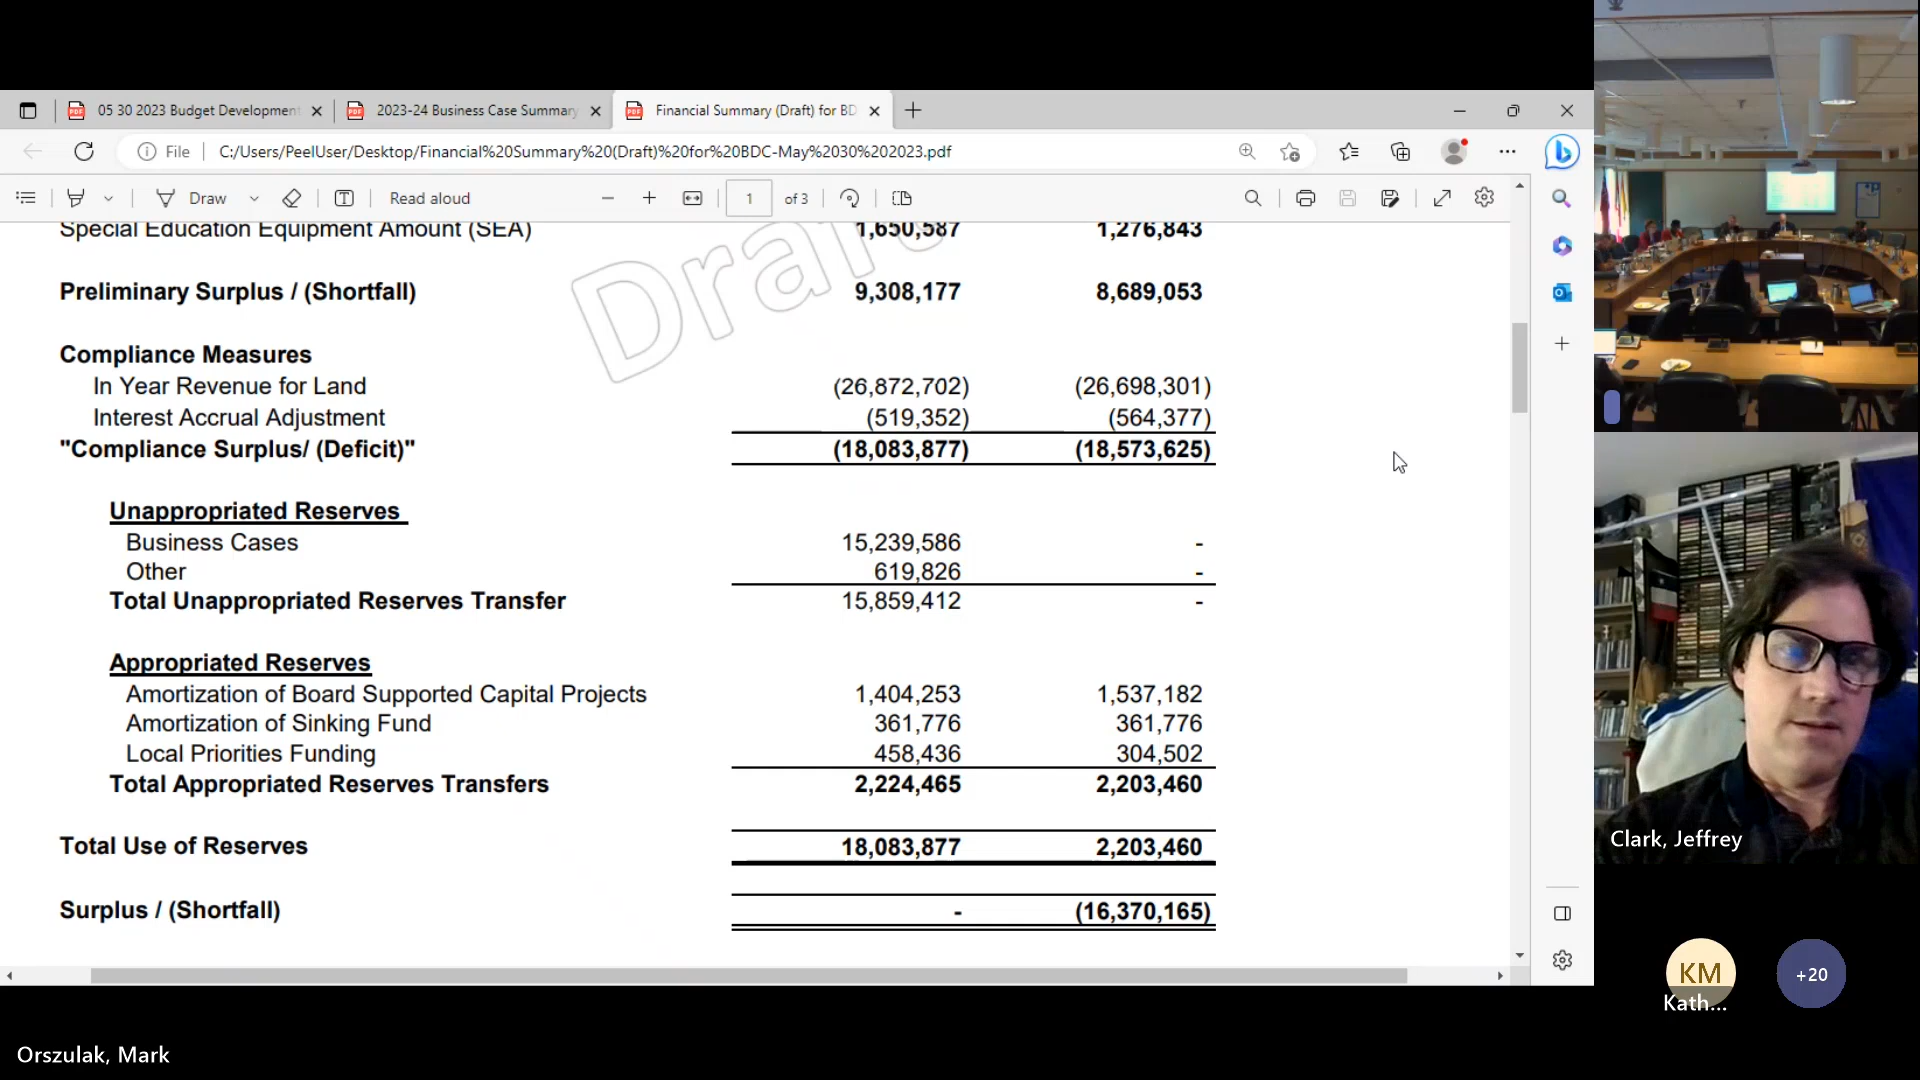 05 30 2023 Budget Development
2023-24 Business Case Summary
Financial Summary (Draft) for BD
File
C:/Users/PeelUser/Desktop/Financial%20Summary%20(Draft)%20for%20BDC-May%2030%202023.pdf
Draw
Read aloud
1 of 3
Special Education Equipment Amount (SEA) 1,650,587 1,276,843
Draft
Preliminary Surplus / (Shortfall) 9,308,177 8,689,053
Compliance Measures
In Year Revenue for Land (26,872,702) (26,698,301)
Interest Accrual Adjustment (519,352) (564,377)
"Compliance Surplus/ (Deficit)" (18,083,877) (18,573,625)
Unappropriated Reserves
Business Cases 15,239,586 -
Other 619,826 -
Total Unappropriated Reserves Transfer 15,859,412 -
Appropriated Reserves
Amortization of Board Supported Capital Projects 1,404,253 1,537,182
Amortization of Sinking Fund 361,776 361,776
Local Priorities Funding 458,436 304,502
Total Appropriated Reserves Transfers 2,224,465 2,203,460
Total Use of Reserves 18,083,877 2,203,460
Surplus / (Shortfall) - (16,370,165)
Clark, Jeffrey
KM
Kath...
+20
Orszulak, Mark